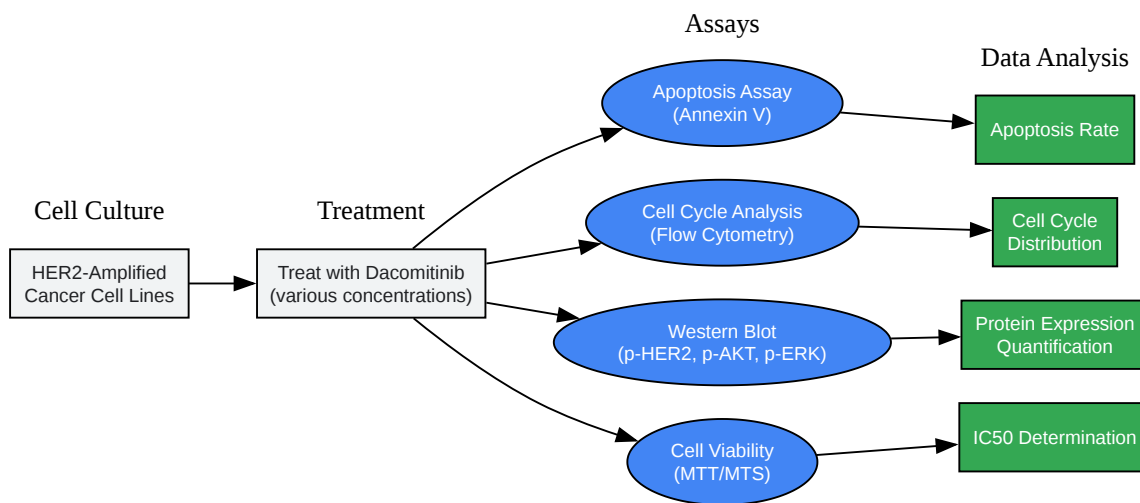 Cell Culture
HER2-Amplified
Cancer Cell Lines
Treatment
Treat with Dacomitinib
(various concentrations)
Assays
Apoptosis Assay
(Annexin V)
Cell Cycle Analysis
(Flow Cytometry)
Western Blot
(p-HER2, p-AKT, p-ERK)
Cell Viability
(MTT/MTS)
Data Analysis
Apoptosis Rate
Cell Cycle
Distribution
Protein Expression
Quantification
IC50 Determination